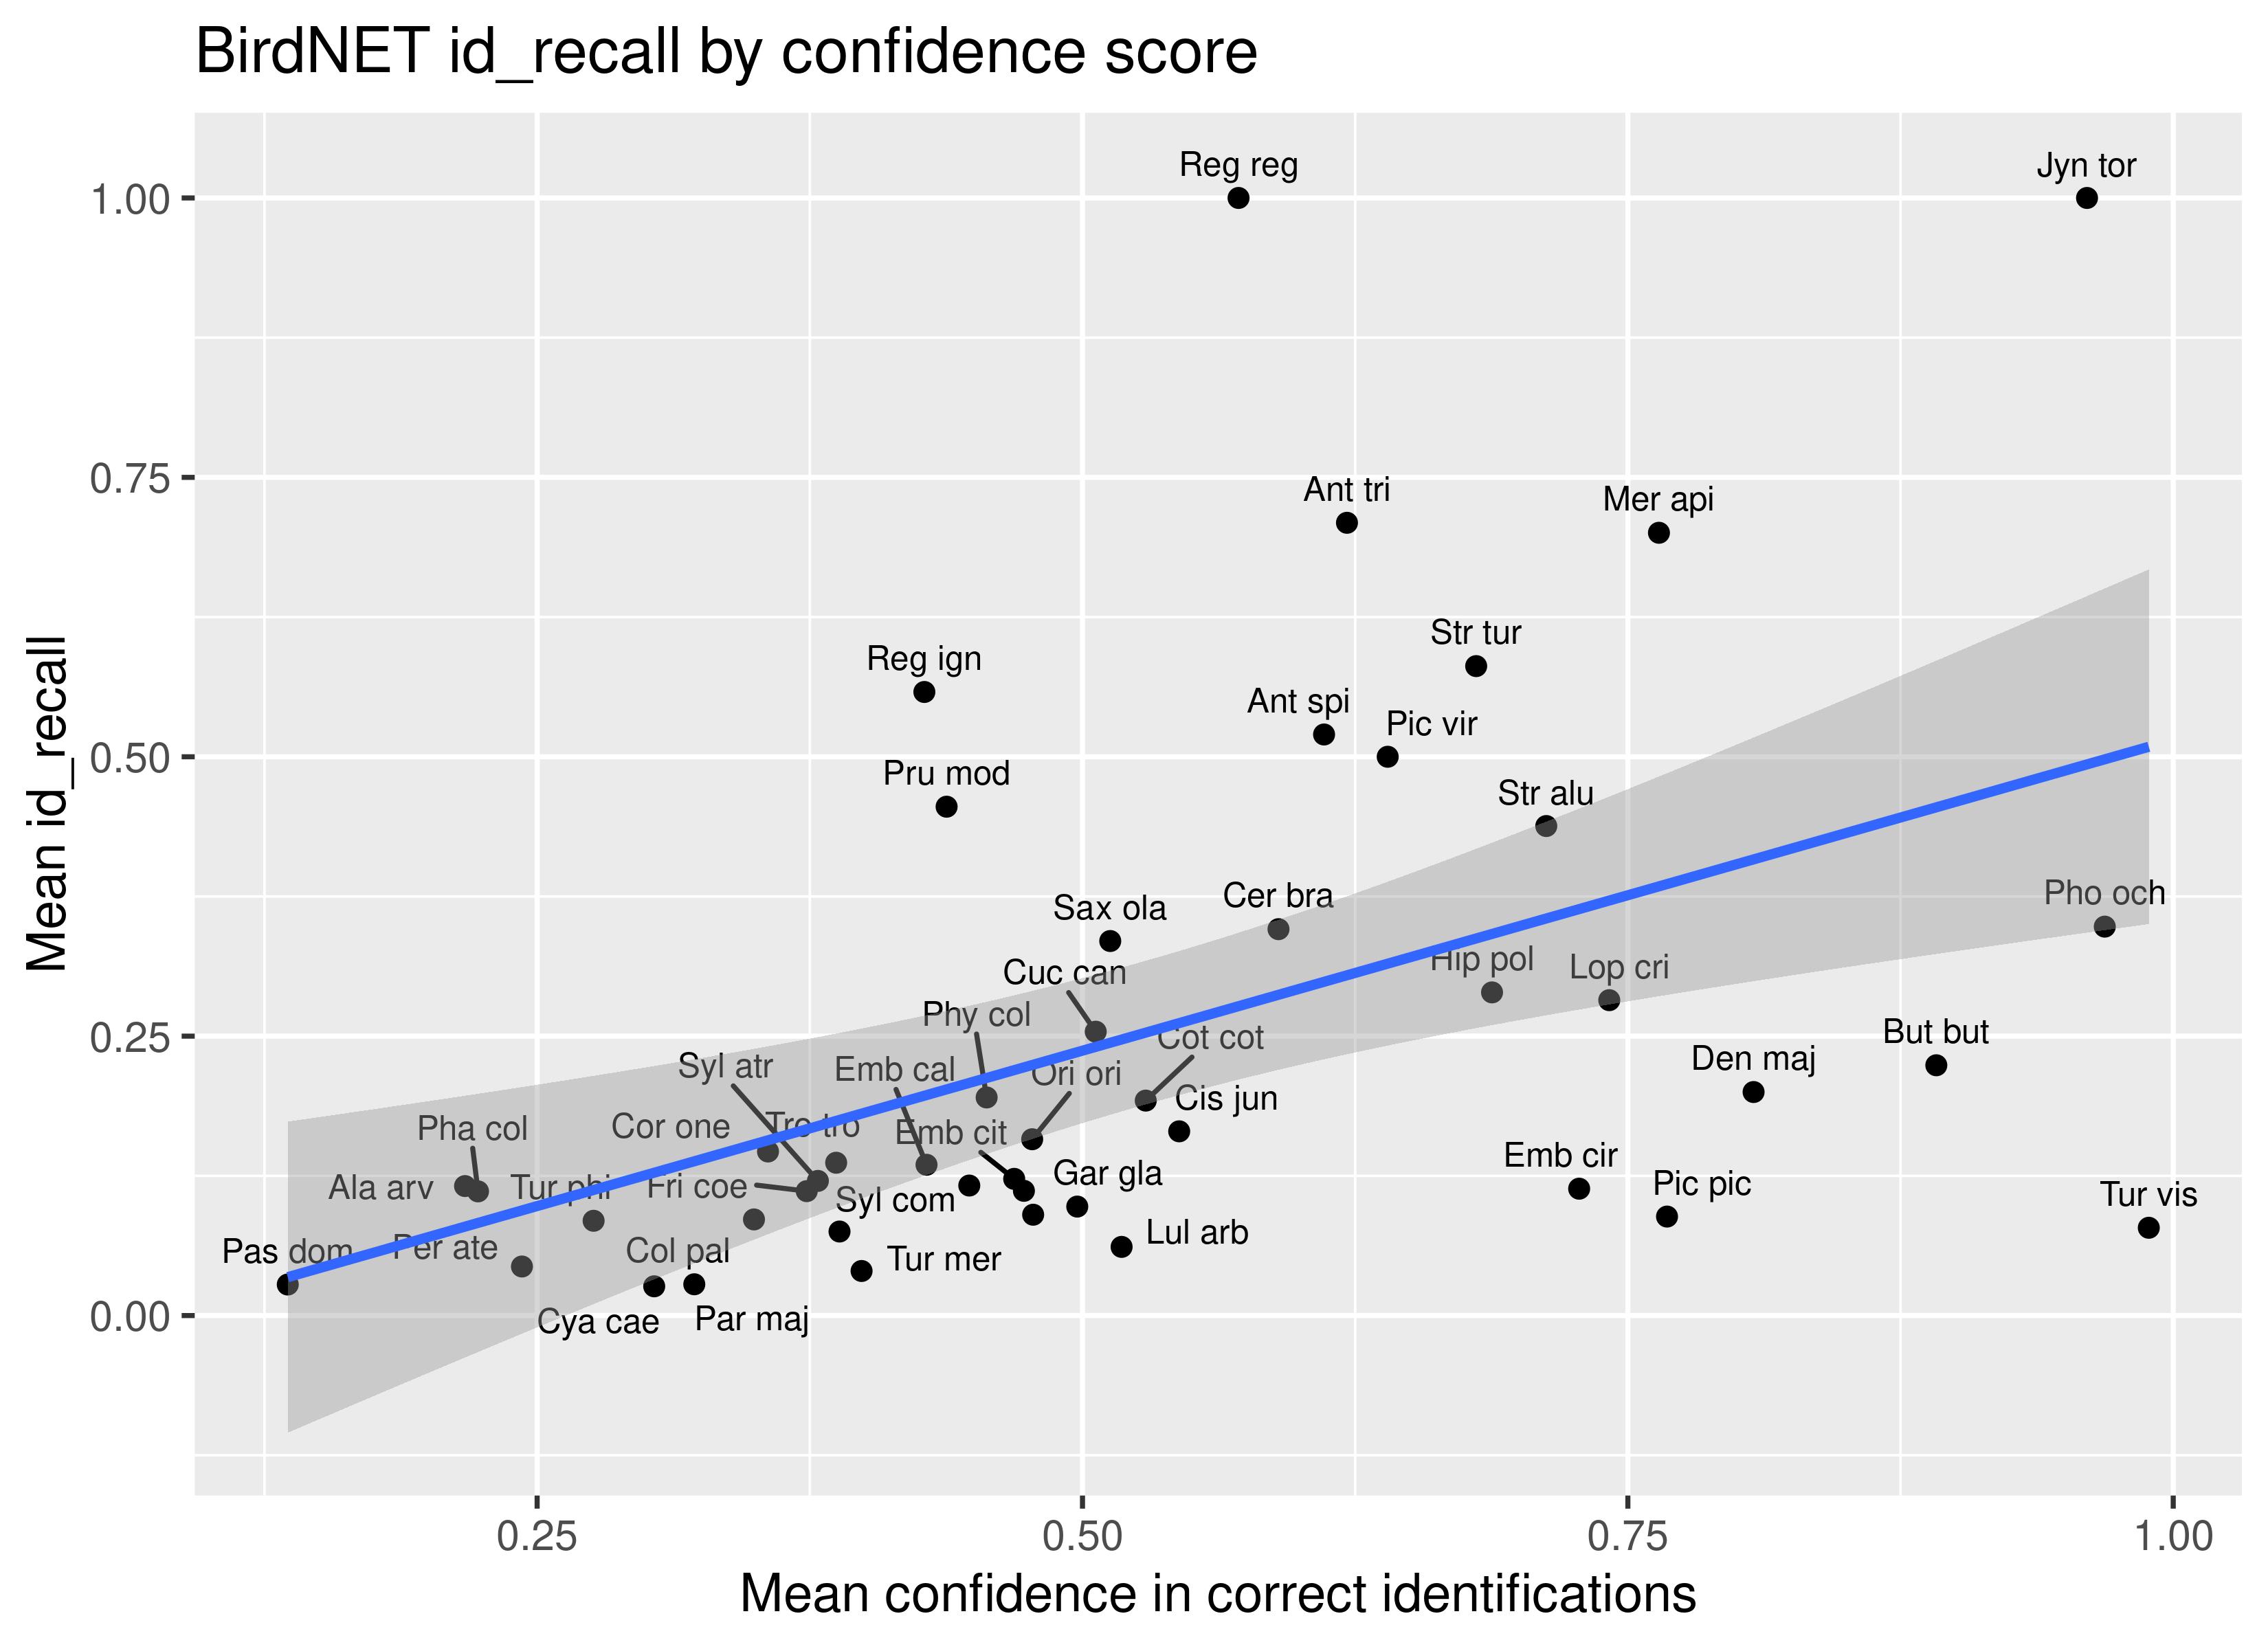 BirdNET id_recall by confidence score
Reg reg
Jyn tor
1.00
Ant tri
Mer api
0.75
Str tur
Reg ign
Ant spi
Pic vir
Pru mod
0.50
Str alu
Cer bra
Pho och
Sax ola
Hip pol
Lop cri
Cuc can
Phy col
0.25
Cot cot
But but
Den maj
Syl atr
Emb cal
Ori ori
Cis jun
Pha col
Cor one
Tro tro
Emb cit
Emb cir
Ala arv
Tur phi
Fri coe
Gar gla
Pic pic
Syl com
Tur vis
Pas dom
Per ate
Col pal
Lul arb
Tur mer
0.00
Cya cae
Par maj
Mean id_recall
0.25
0.50
0.75
1.00
Mean confidence in correct identifications